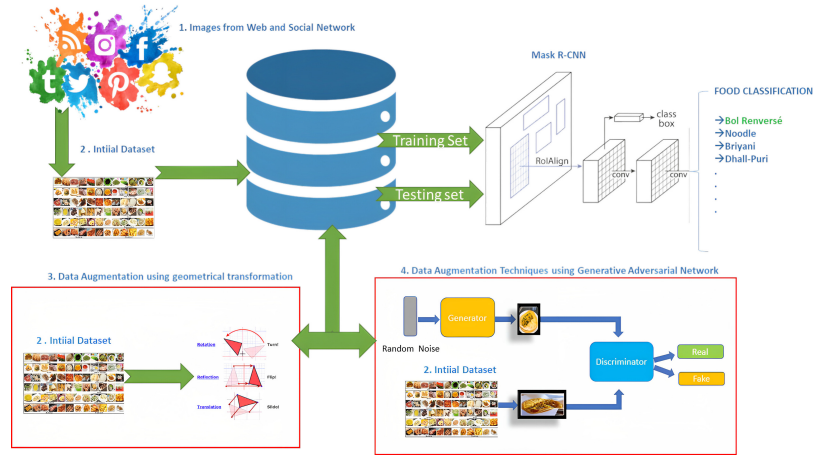 1. Images from Web and Social Network
2 . Intiial Dataset
Training Set
Testing set
Mask R-CNN
RoIAlign
conv
conv
class
box
FOOD CLASSIFICATION
→Bol Renversé
→Noodle
→Briyani
→Dhall-Puri
.
.
.
.
3. Data Augmentation using geometrical transformation
2 . Intiial Dataset
Rotation Turn!
Reflection Flip!
Translation Slide!
4. Data Augmentation Techniques using Generative Adversarial Network
Generator
Random Noise
2. Intiial Dataset
Discriminator
Real
Fake